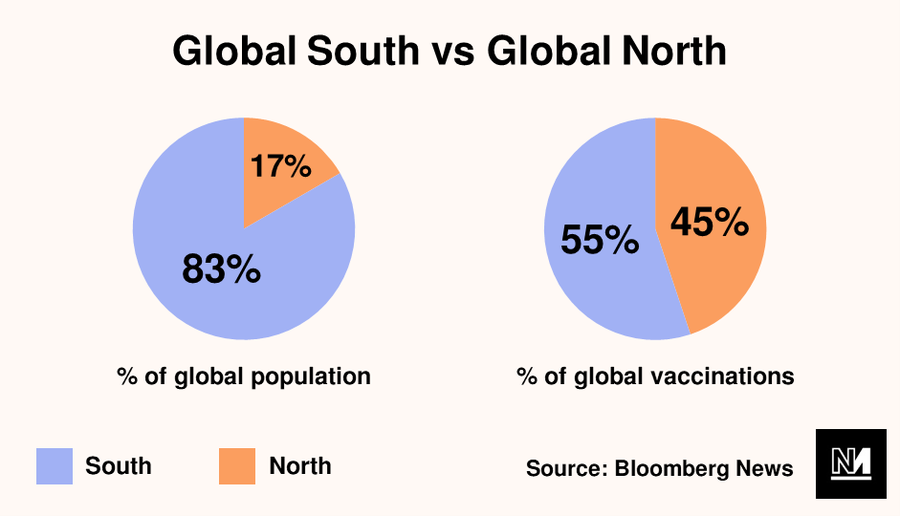 Global South vs Global North
17%
83%
55%
45%
% of global population
% of global vaccinations
South
North
Source: Bloomberg News
NM